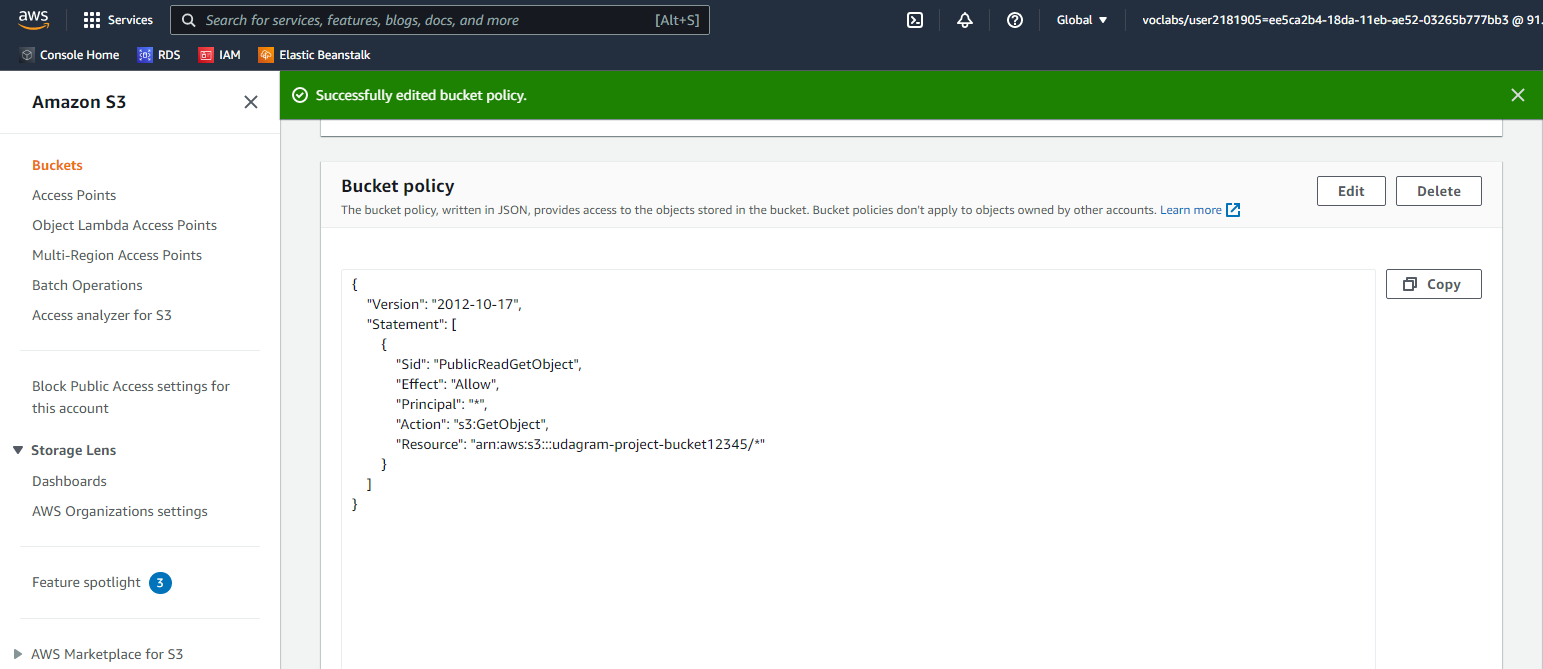 aws
Services
Search for services, features, blogs, docs, and more
[Alt+S]
Global
voclabs/user2181905=ee5ca2b4-18da-11eb-ae52-03265b777bb3 @ 91.
Console Home
RDS
IAM
Elastic Beanstalk
Amazon S3
Successfully edited bucket policy.
Buckets
Access Points
Object Lambda Access Points
Multi-Region Access Points
Batch Operations
Access analyzer for S3
Block Public Access settings for
this account
Storage Lens
Dashboards
AWS Organizations settings
Feature spotlight 3
AWS Marketplace for S3
Bucket policy
The bucket policy, written in JSON, provides access to the objects stored in the bucket. Bucket policies don't apply to objects owned by other accounts. Learn more
Edit
Delete
Copy
{
"Version": "2012-10-17",
"Statement": [
{
"Sid": "PublicReadGetObject",
"Effect": "Allow",
"Principal": "*",
"Action": "s3:GetObject",
"Resource": "arn:aws:s3:::udagram-project-bucket12345/*"
}
]
}